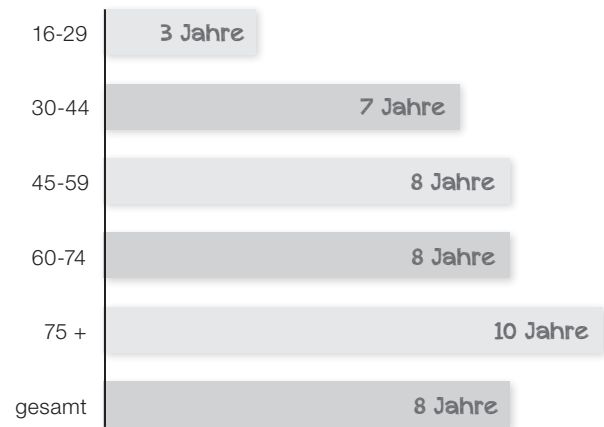 16-29 3 Jahre
30-44 7 Jahre
45-59 8 Jahre
60-74 8 Jahre
75 + 10 Jahre
gesamt 8 Jahre